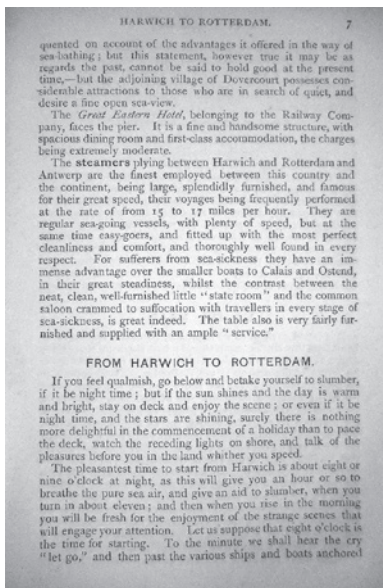 HARWICH TO ROTTERDAM. 7
quented on account of the advantages it offered in the way of
sea-bathing; but this statement, however true it may be as
regards the past, cannot be said to hold good at the present
time,—but the adjoining village of Dovercourt possesses con-
siderable attractions to those who are in search of quiet, and
desire a fine open sea-view.
The Great Eastern Hotel, belonging to the Railway Com-
pany, faces the pier. It is a fine and handsome structure, with
spacious dining room and first-class accommodation, the charges
being extremely moderate.
The steamers plying between Harwich and Rotterdam and
Antwerp are the finest employed between this country and
the continent, being large, splendidly furnished, and famous
for their great speed, their voyages being frequently performed
at the rate of from 15 to 17 miles per hour. They are
regular sea-going vessels, with plenty of speed, but at the
same time easy-goers, and fitted up with the most perfect
cleanliness and comfort, and thoroughly well found in every
respect. For sufferers from sea-sickness they have an im-
mense advantage over the smaller boats to Calais and Ostend,
in their great steadiness, whilst the contrast between the
neat, clean, well-furnished little "state room" and the common
saloon crammed to suffocation with travellers in every stage of
sea-sickness, is great indeed. The table also is very fairly fur-
nished and supplied with an ample "service."
FROM HARWICH TO ROTTERDAM.
If you feel qualmish, go below and betake yourself to slumber,
if it be night time; but if the sun shines and the day is warm
and bright, stay on deck and enjoy the scene; or even if it be
night time, and the stars are shining, surely there is nothing
more delightful in the commencement of a holiday than to pace
the deck, watch the receding lights on shore, and talk of the
pleasures before you in the land whither you speed.
The pleasantest time to start from Harwich is about eight or
nine o'clock at night, as this will give you an hour or so to
breathe the pure sea air, and give an aid to slumber, when you
turn in about eleven; and then when you rise in the morning
you will be fresh for the enjoyment of the strange scenes that
will engage your attention. Let us suppose that eight o'clock is
the time for starting. To the minute we shall hear the cry
"let go," and then past the various ships and boats anchored